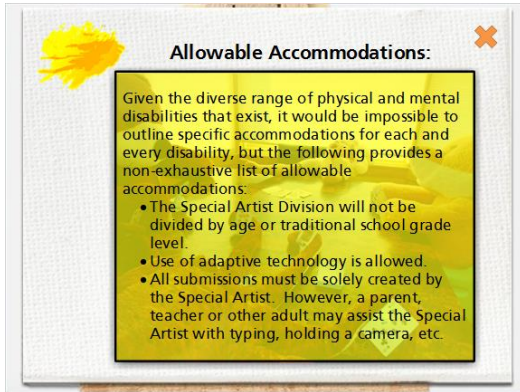 Allowable Accommodations:
Given the diverse range of physical and mental
disabilities that exist, it would be impossible to
outline specific accommodations for each and
every disability, but the following provides a
non-exhaustive list of allowable
accommodations:
• The Special Artist Division will not be
divided by age or traditional school grade
level.
• Use of adaptive technology is allowed.
• All submissions must be solely created by
the Special Artist.  However, a parent,
teacher or other adult may assist the Special
Artist with typing, holding a camera, etc.